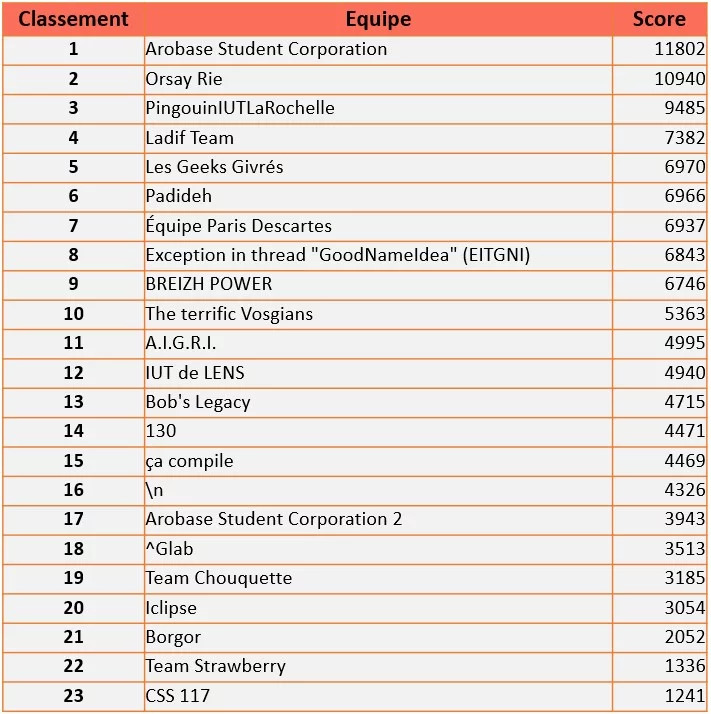 Classement Equipe Score
1 Arobase Student Corporation 11802
2 Orsay Rie 10940
3 PingouinIUTLaRochelle 9485
4 Ladif Team 7382
5 Les Geeks Givrés 6970
6 Padideh 6966
7 Équipe Paris Descartes 6937
8 Exception in thread "GoodNameIdea" (EITGNI) 6843
9 BREIZH POWER 6746
10 The terrific Vosgians 5363
11 A.I.G.R.I. 4995
12 IUT de LENS 4940
13 Bob's Legacy 4715
14 130 4471
15 ça compile 4469
16 \n 4326
17 Arobase Student Corporation 2 3943
18 ^Glab 3513
19 Team Chouquette 3185
20 Iclipse 3054
21 Borgor 2052
22 Team Strawberry 1336
23 CSS 117 1241